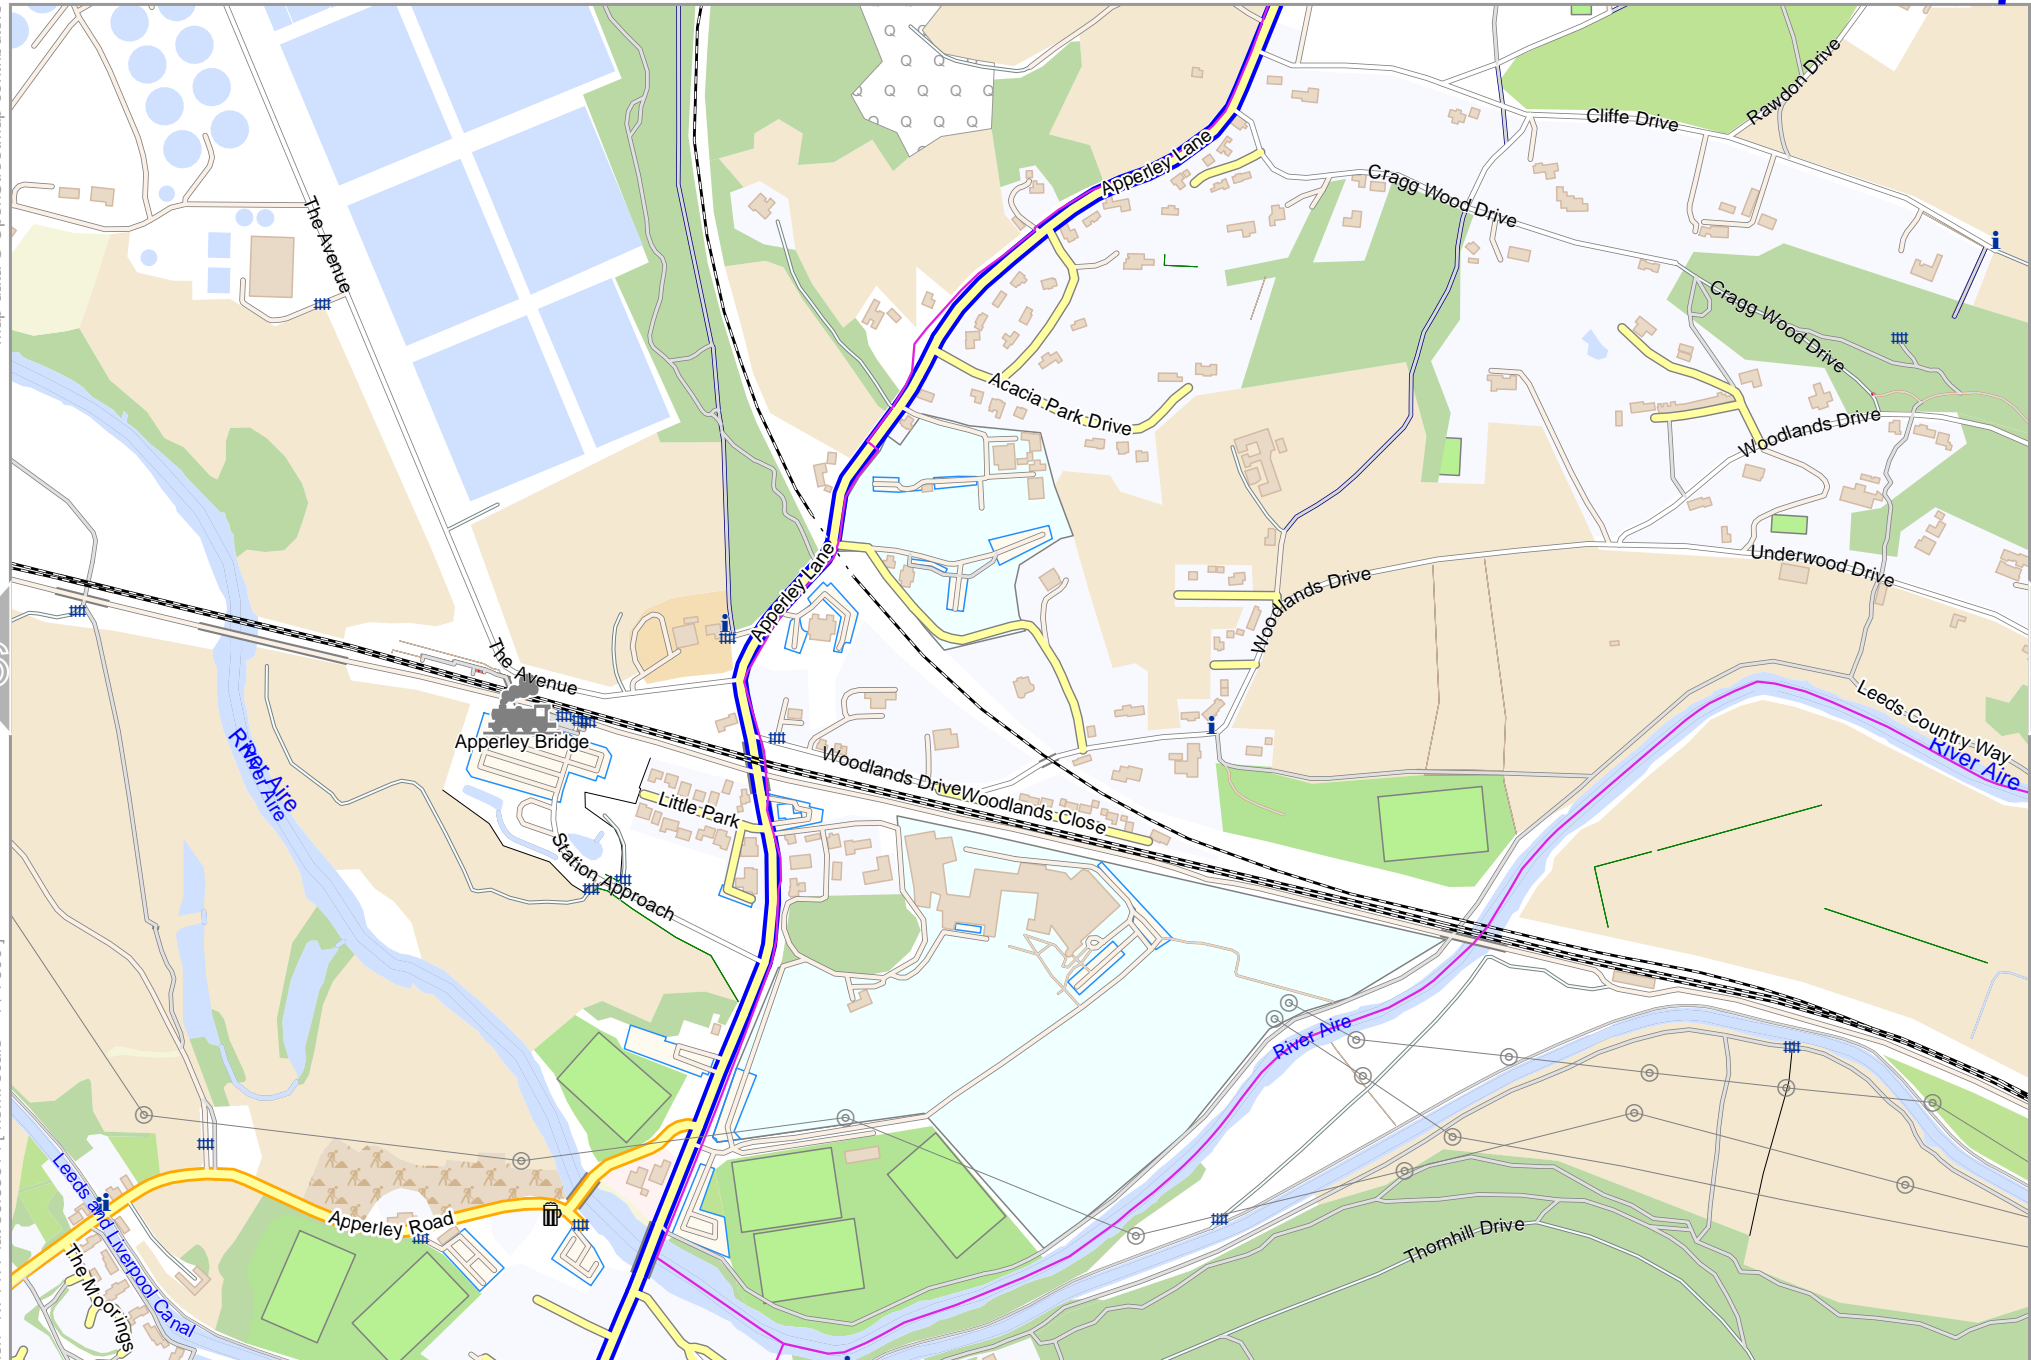 Rawdon Drive
Cliffe Drive
Apperley Lane
Cragg Wood Drive
The Avenue
Cragg Wood Drive
Acacia Park Drive
Woodlands Drive
Apperley Lane
Underwood Drive
Woodlands Drive
The Avenue
Leeds Country Way
River Aire
Apperley Bridge
River Aire
River Aire
Woodlands Drive
Woodlands Close
Little Park
Station Approach
River Aire
Leeds and Liverpool Canal
Apperley Road
Thornhill Drive
The Moorings